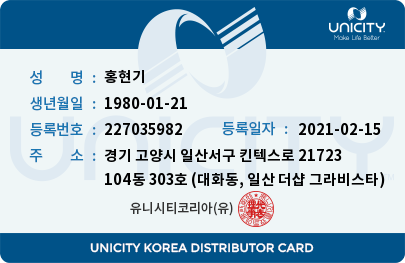 UNICITY
Make Life Better
성 명 : 홍현기
생년월일 : 1980-01-21
등록번호 : 227035982 등록일자 : 2021-02-15
주 소 : 경기 고양시 일산서구 킨텍스로 21723
104동 303호 (대화동, 일산 더샵 그라비스타)
유니시티코리아(유)
UNICITY KOREA DISTRIBUTOR CARD